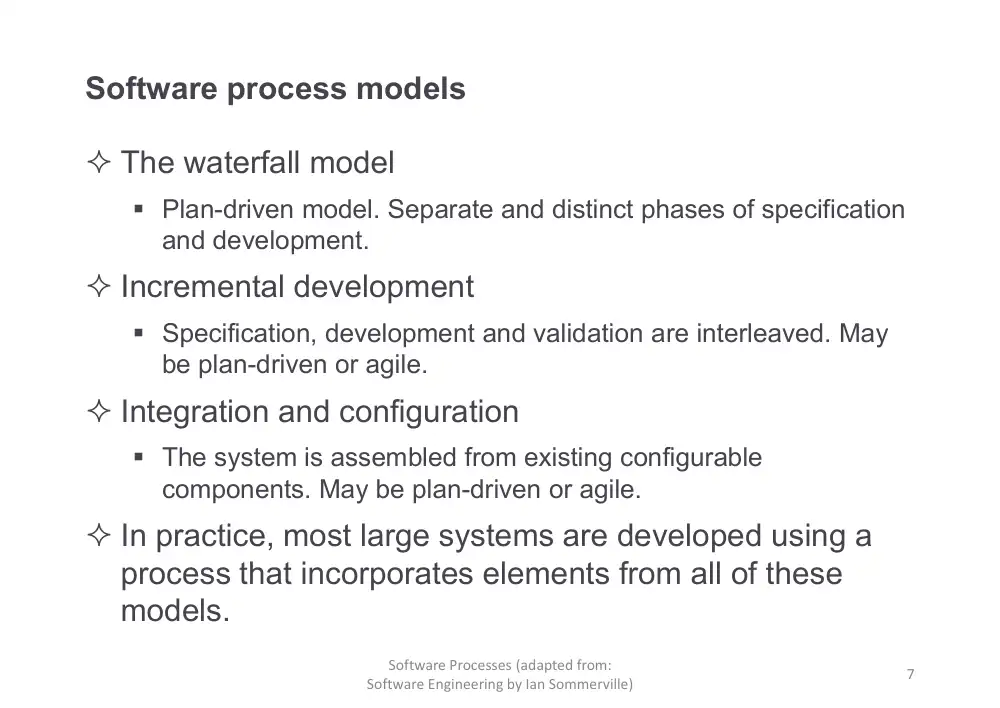 Software process models
✧ The waterfall model
▪ Plan-driven model. Separate and distinct phases of specification
and development.
✧ Incremental development
▪ Specification, development and validation are interleaved. May
be plan-driven or agile.
✧ Integration and configuration
▪ The system is assembled from existing configurable
components. May be plan-driven or agile.
✧ In practice, most large systems are developed using a
process that incorporates elements from all of these
models.
Software Processes (adapted from:
Software Engineering by Ian Sommerville)
7